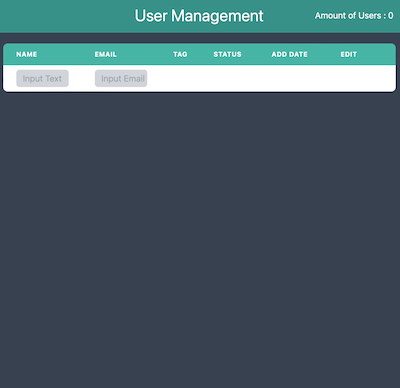 User Management
Amount of Users : 0
NAME EMAIL TAG STATUS ADD DATE EDIT
Input Text Input Email